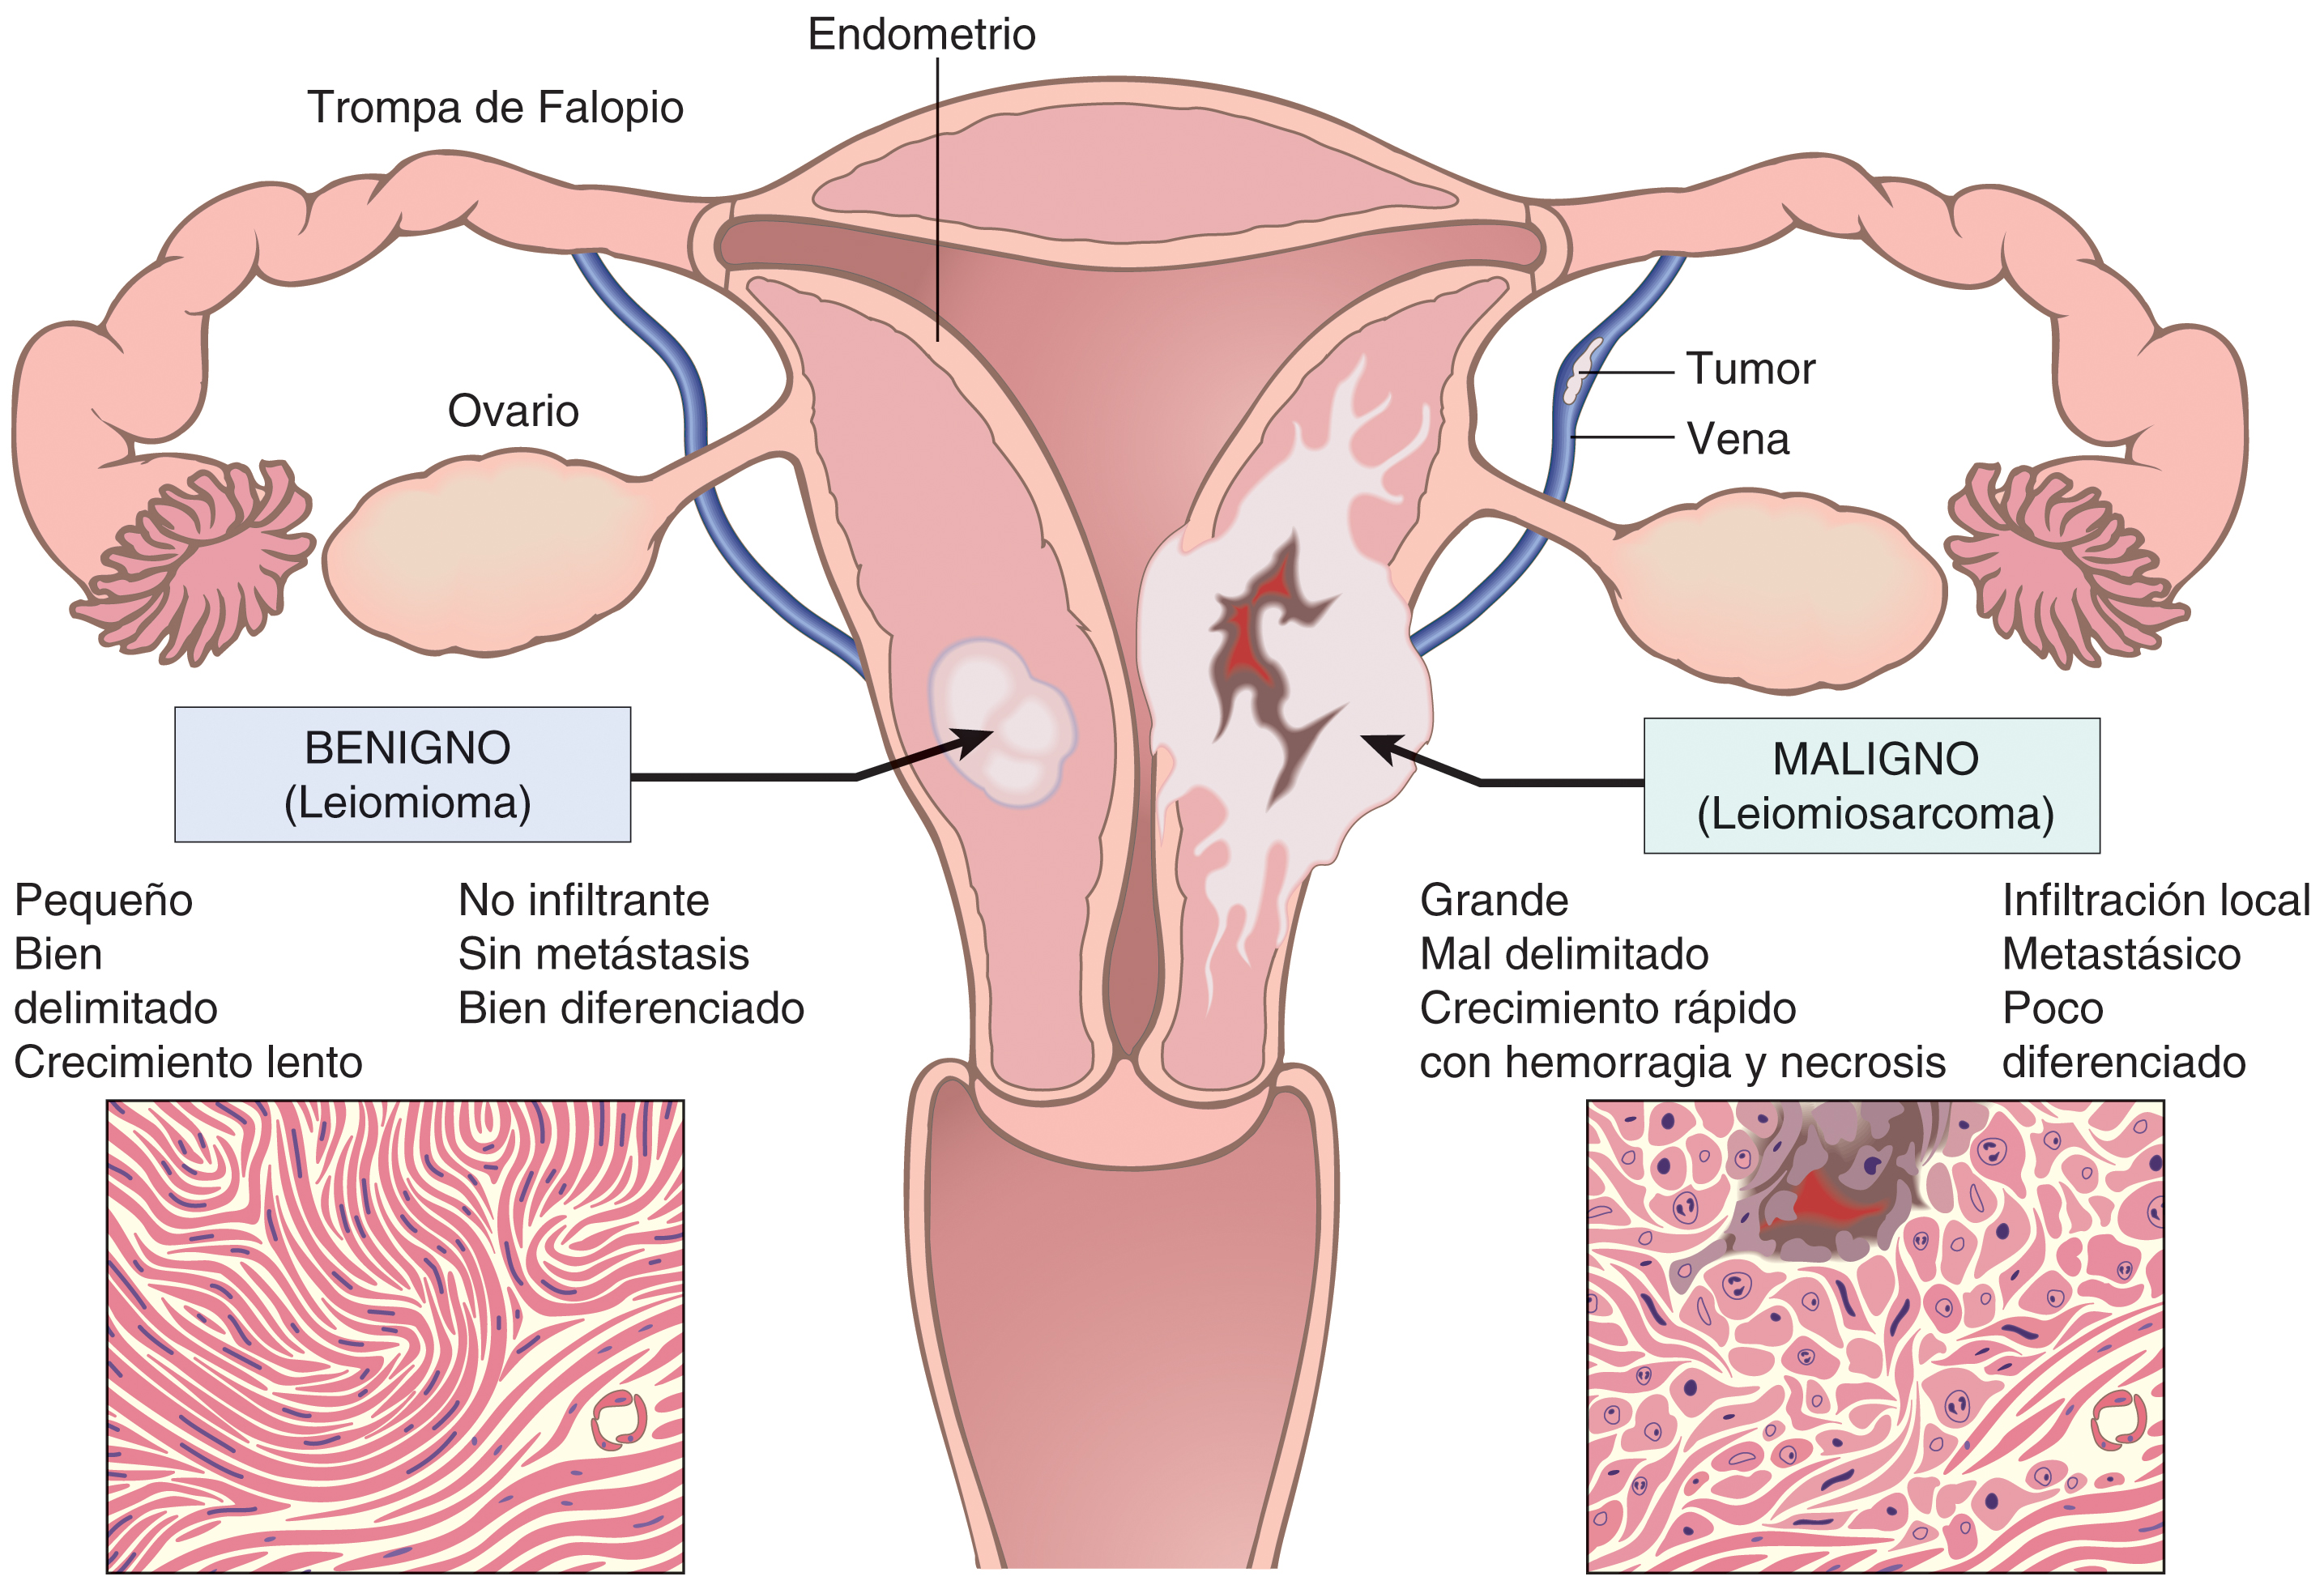 Endometrio
Trompa de Falopio
Ovario
Tumor
Vena
BENIGNO
(Leiomioma)
MALIGNO
(Leiomiosarcoma)
Pequeño
Bien
delimitado
Crecimiento lento
No infiltrante
Sin metástasis
Bien diferenciado
Grande
Mal delimitado
Crecimiento rápido
con hemorragia y necrosis
Infiltración local
Metastásico
Poco
diferenciado